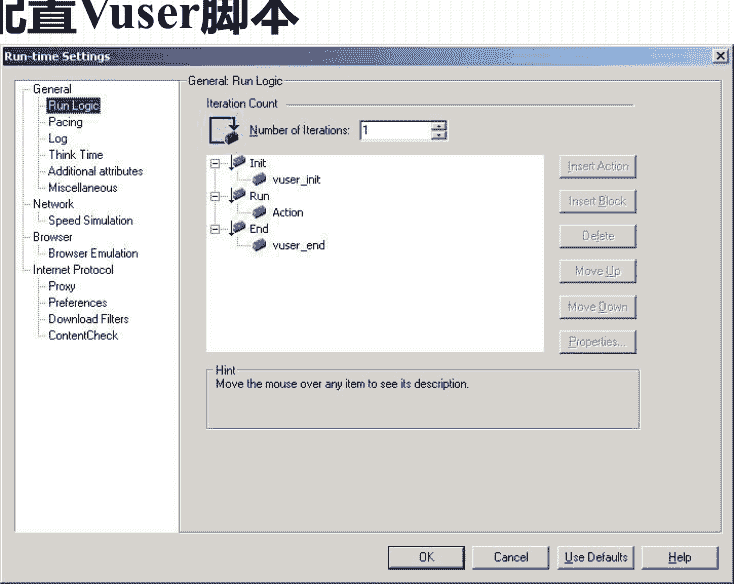 配置Vuser脚本
Run-time Settings
General
Run Logic
Pacing
Log
Think Time
Additional attributes
Miscellaneous
Network
Speed Simulation
Browser
Browser Emulation
Internet Protocol
Proxy
Preferences
Download Filters
ContentCheck
General: Run Logic
Iteration Count
Number of Iterations: 1
Init
vuser_init
Run
Action
End
vuser_end
Insert Action
Insert Block
Delete
Move Up
Move Down
Properties...
Hint
Move the mouse over any item to see its description.
OK
Cancel
Use Defaults
Help